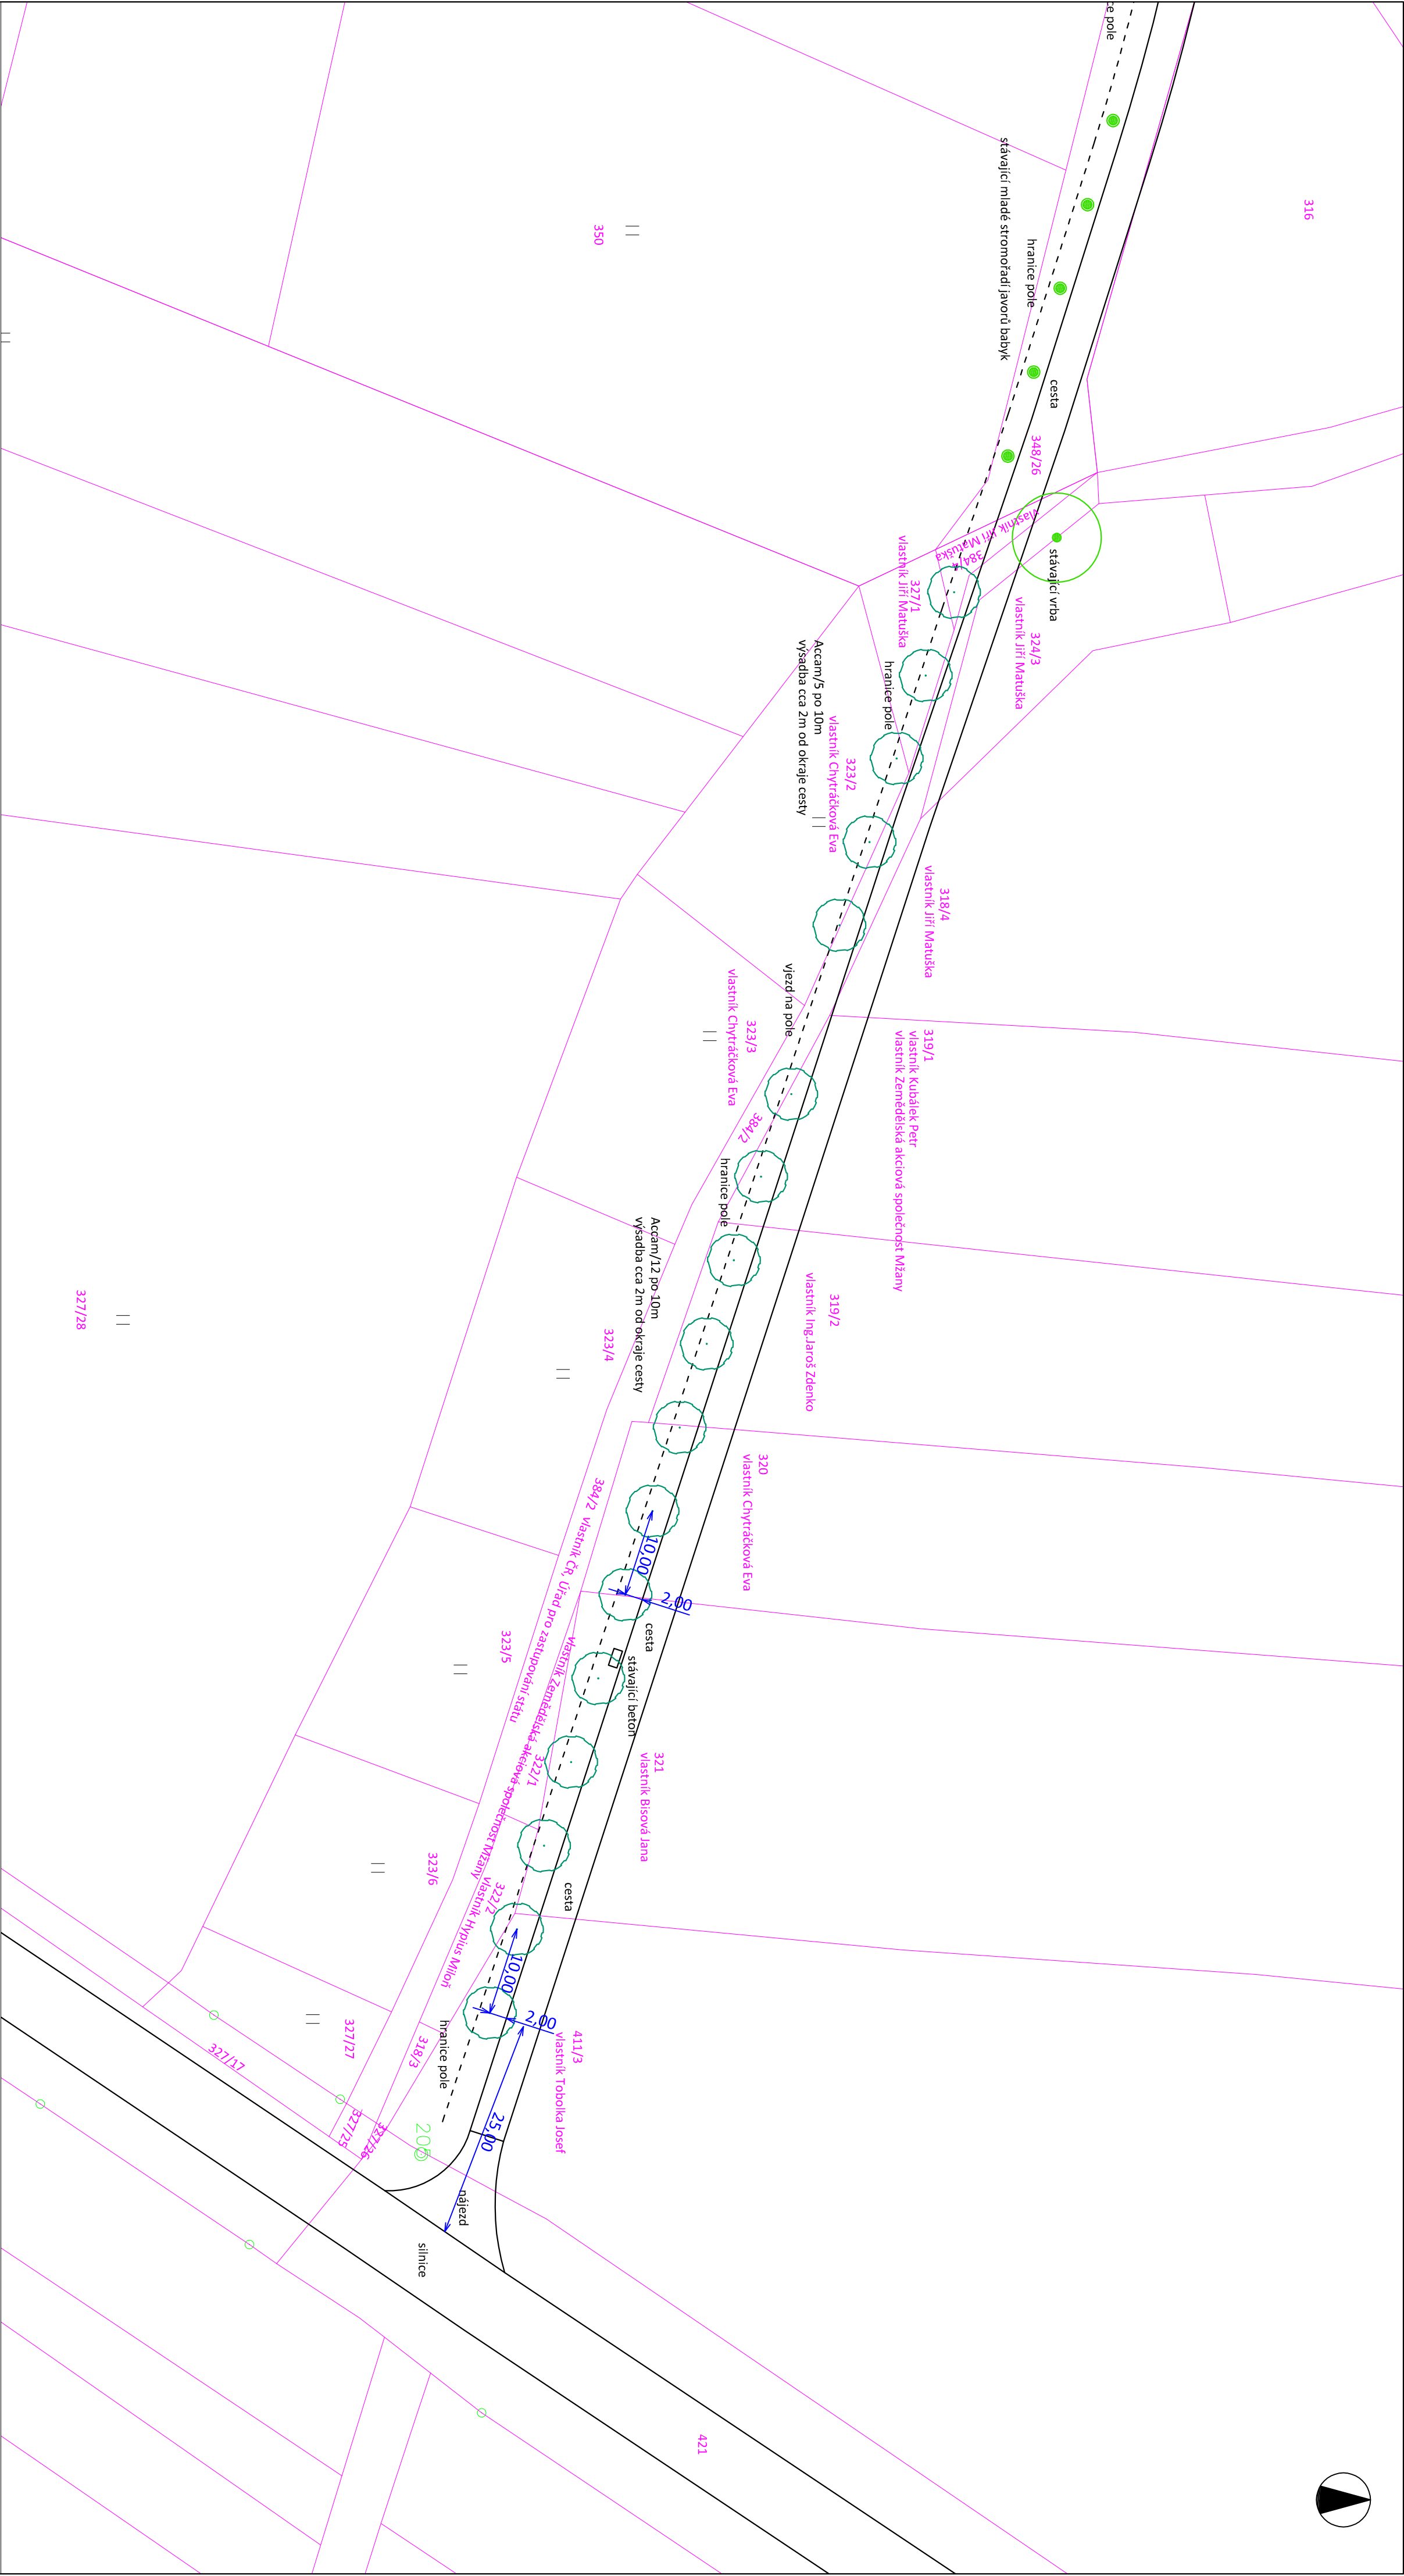 ce pole
316
stávající mladé stromořadí javorů babyk
hranice pole
350
cesta
348/26
vlastník Jiří Matuška
384/
stávající vrba
324/3
vlastník Jiří Matuška
327/1
vlastník Jiří Matuška
hranice pole
Accam/5 po 10m
výsadba cca 2m od okraje cesty
323/2
vlastník Chytráčková Eva
318/4
vlastník Jiří Matuška
vjezd na pole
323/3
vlastník Chytráčková Eva
319/1
vlastník Kubálek Petr
vlastník Zemědělská akciová společnost Mžany
384/2
hranice pole
Accam/12 po 10m
výsadba cca 2m od okraje cesty
319/2
vlastník Ing.Jaroš Zdenko
327/28
323/4
320
vlastník Chytráčková Eva
384/2 vlastník ČR, Úřad pro zastupování státu
10,00
2,00
cesta
stávající beton
323/5
vlastník Zemědělská akciová společnost Mžany
322/1
321
vlastník Bisová Jana
323/6
322/2
vlastník Hypius Miloň
cesta
10,00
2,00
411/3
vlastník Tobolka Josef
hranice pole
318/3
327/27
327/17
327/25
327/26
205
25,00
nájezd
silnice
421